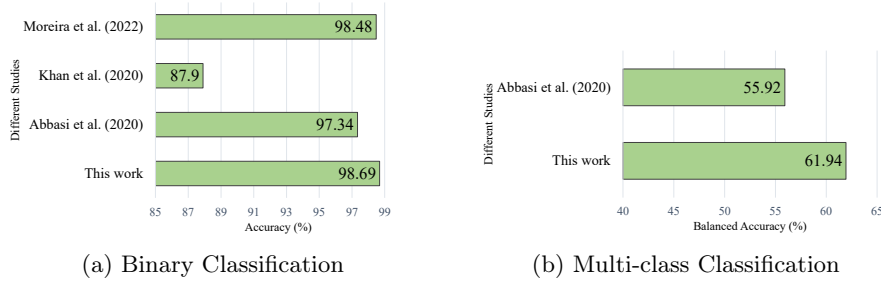 Different Studies
Moreira et al. (2022)
98.48
Khan et al. (2020)
87.9
Abbasi et al. (2020)
97.34
This work
98.69
85 87 89 91 93 95 97 99
Accuracy (%)
(a) Binary Classification
Different Studies
Abbasi et al. (2020)
55.92
This work
61.94
40 45 50 55 60 65
Balanced Accuracy (%)
(b) Multi-class Classification